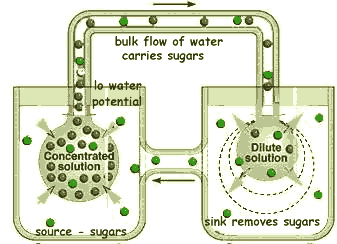 bulk flow of water
carries sugars
lo water
potential
Concentrated
solution
Dilute
solution
source - sugars
sink removes sugars